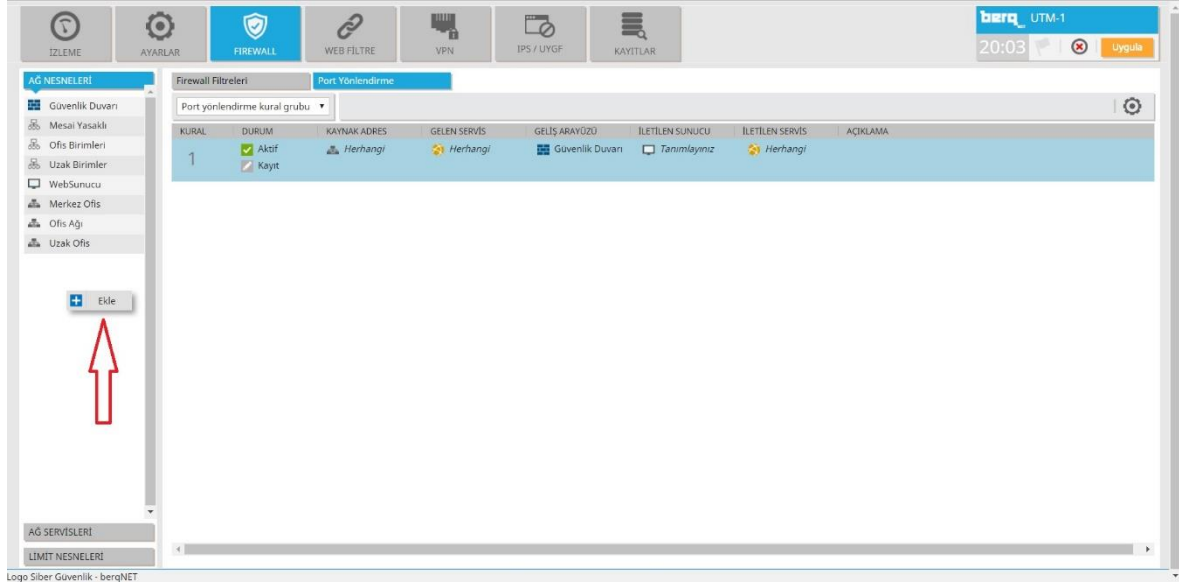 berq_ UTM-1
20:03 Uygula
İZLEME AYARLAR FIREWALL WEB FİLTRE VPN IPS / UYGF KAYITLAR
AĞ NESNELERİ
Güvenlik Duvarı
Mesai Yasaklı
Ofis Birimleri
Uzak Birimler
WebSunucu
Merkez Ofis
Ofis Ağı
Uzak Ofis
Ekle
AĞ SERVİSLERİ
LİMİT NESNELERİ
Firewall Filtreleri Port Yönlendirme
Port yönlendirme kural grubu
KURAL DURUM KAYNAK ADRES GELEN SERVİS GELİŞ ARAYÜZÜ İLETİLEN SUNUCU İLETİLEN SERVİS AÇIKLAMA
1 Aktif Herhangi Herhangi Güvenlik Duvarı Tanımlayınız Herhangi
Kayıt
Logo Siber Güvenlik - berqNET